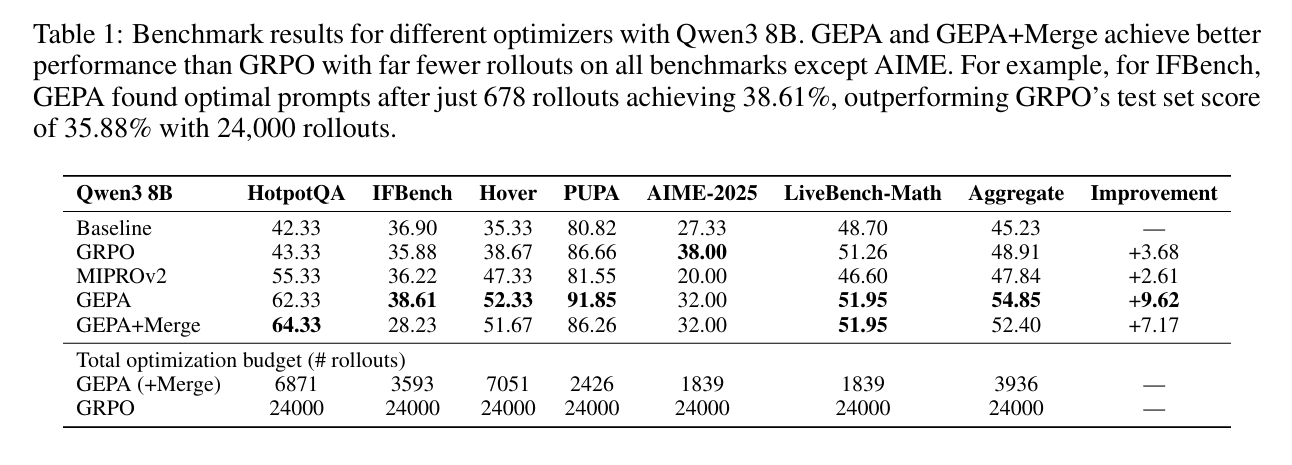 Table 1: Benchmark results for different optimizers with Qwen3 8B. GEPA and GEPA+Merge achieve better
performance than GRPO with far fewer rollouts on all benchmarks except AIME. For example, for IFBench,
GEPA found optimal prompts after just 678 rollouts achieving 38.61%, outperforming GRPO's test set score
of 35.88% with 24,000 rollouts.
Qwen3 8B HotpotQA IFBench Hover PUPA AIME-2025 LiveBench-Math Aggregate Improvement
Baseline 42.33 36.90 35.33 80.82 27.33 48.70 45.23 —
GRPO 43.33 35.88 38.67 86.66 38.00 51.26 48.91 +3.68
MIPROv2 55.33 36.22 47.33 81.55 20.00 46.60 47.84 +2.61
GEPA 62.33 38.61 52.33 91.85 32.00 51.95 54.85 +9.62
GEPA+Merge 64.33 28.23 51.67 86.26 32.00 51.95 52.40 +7.17
Total optimization budget (# rollouts)
GEPA (+Merge) 6871 3593 7051 2426 1839 1839 3936 —
GRPO 24000 24000 24000 24000 24000 24000 24000 —